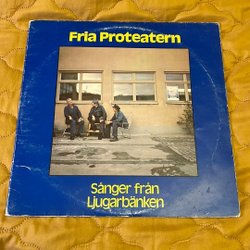 Fria Proteatern
Sånger från
Ljugarbänken